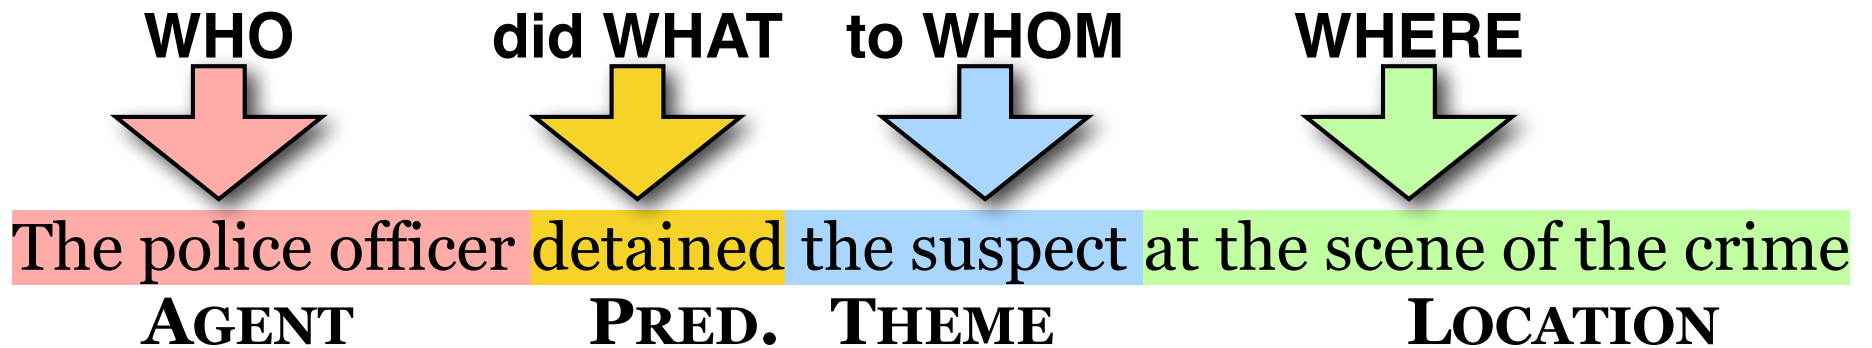 WHO did WHAT to WHOM WHERE
The police officer detained the suspect at the scene of the crime
AGENT PRED. THEME LOCATION